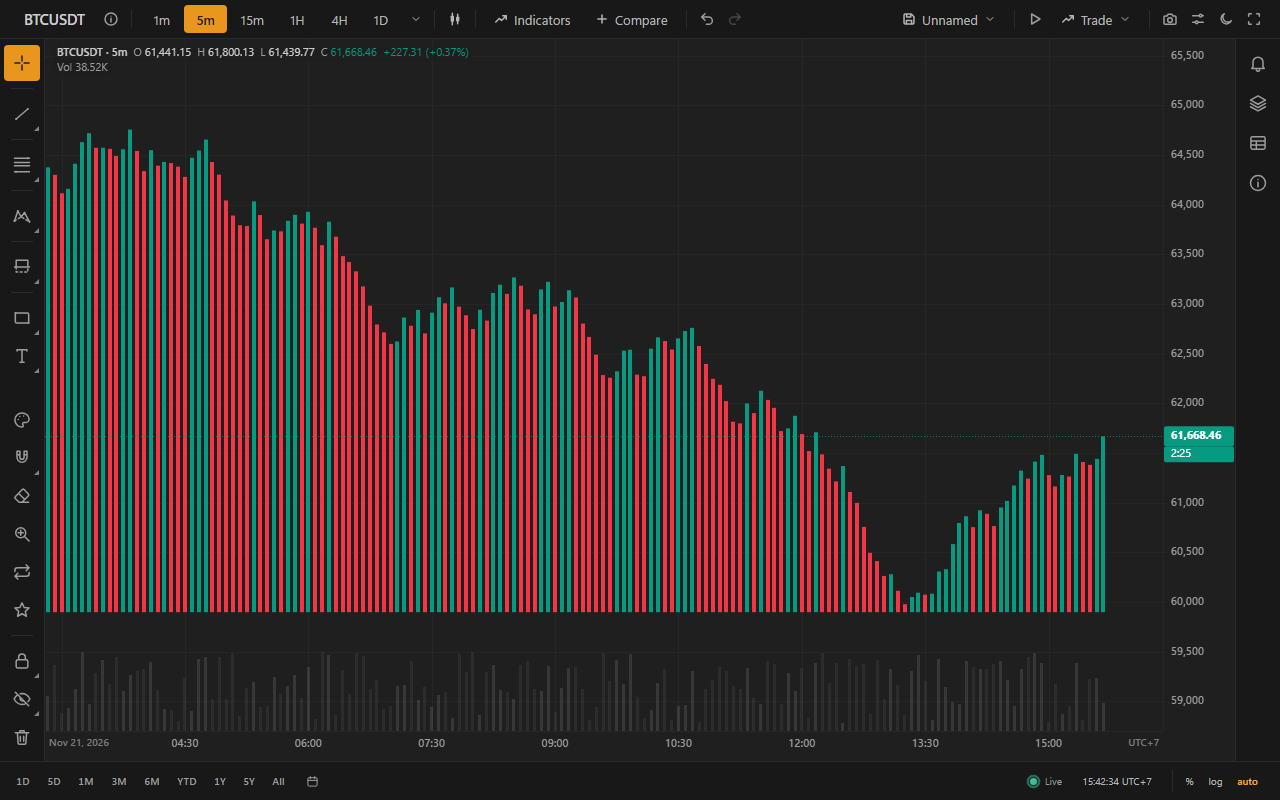 BTCUSDT 1m 5m 15m 1H 4H 1D Indicators Compare Unnamed Trade
BTCUSDT · 5m O 61,441.15 H 61,800.13 L 61,439.77 C 61,668.46 +227.31 (+0.37%)
Vol 38.52K
65,500
65,000
64,500
64,000
63,500
63,000
62,500
62,000
61,668.46
2:25
61,000
60,500
60,000
59,500
59,000
Nov 21, 2026 04:30 06:00 07:30 09:00 10:30 12:00 13:30 15:00 UTC+7
1D 5D 1M 3M 6M YTD 1Y 5Y All Live 15:42:34 UTC+7 % log auto
T